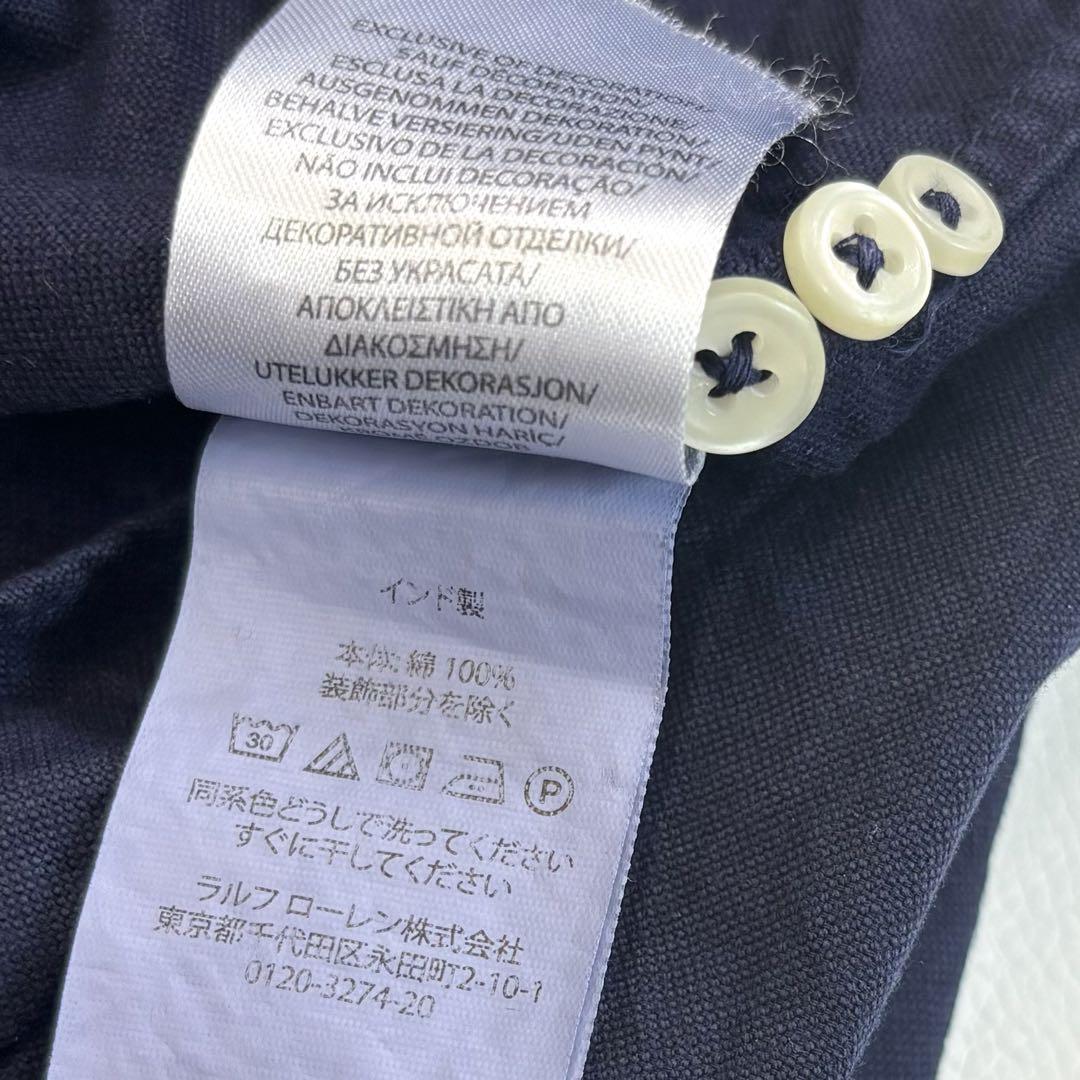 EXCLUSIVE OF DECORATION/
SAUF DÉCORATION/
ESCLUSA LA DECORAZIONE/
AUSGENOMMEN DEKORATION/
BEHALVE VERSIERING/UDEN PYNT/
EXCLUSIVO DE LA DECORACIÓN/
NÃO INCLUI DECORAÇÃO/
ЗА ИСКЛЮЧЕНИЕМ
ДЕКОРАТИВНОЙ ОТДЕЛКИ/
БЕЗ УКРАСАТА/
ΑΠΟΚΛΕΙΣΤΙΚΗ ΑΠΟ
ΔΙΑΚΟΣΜΗΣΗ/
UTELUKKER DEKORASJON/
ENBART DEKORATION/
DEKORASYON HARİÇ/
インド製
本体: 綿 100%
装飾部分を除く
30 P
同系色どうしで洗ってください
すぐに干してください
ラルフ ローレン株式会社
東京都千代田区永田町2-10-1
0120-3274-20